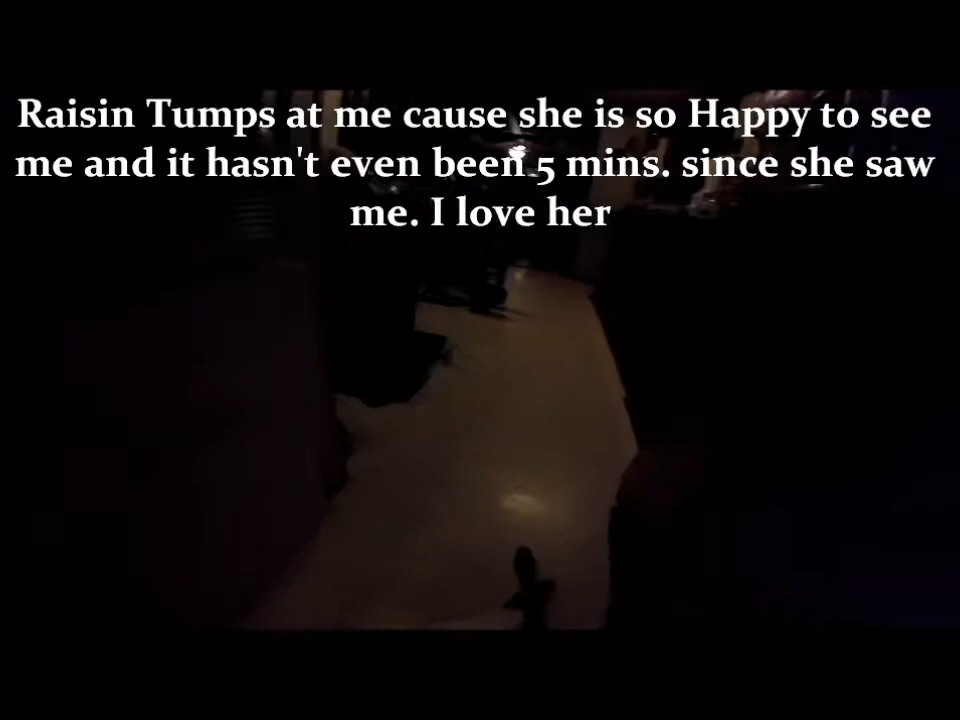 Raisin Tumps at me cause she is so Happy to see
me and it hasn't even been 5 mins. since she saw
me. I love her